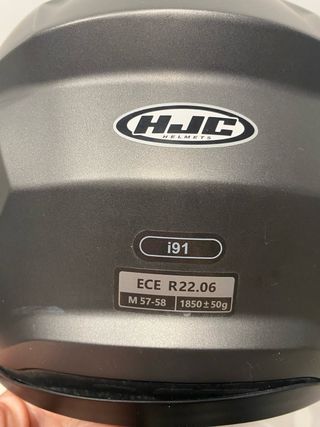 HJC
HELMETS
i91
ECE R22.06
M 57-58 1850±50g